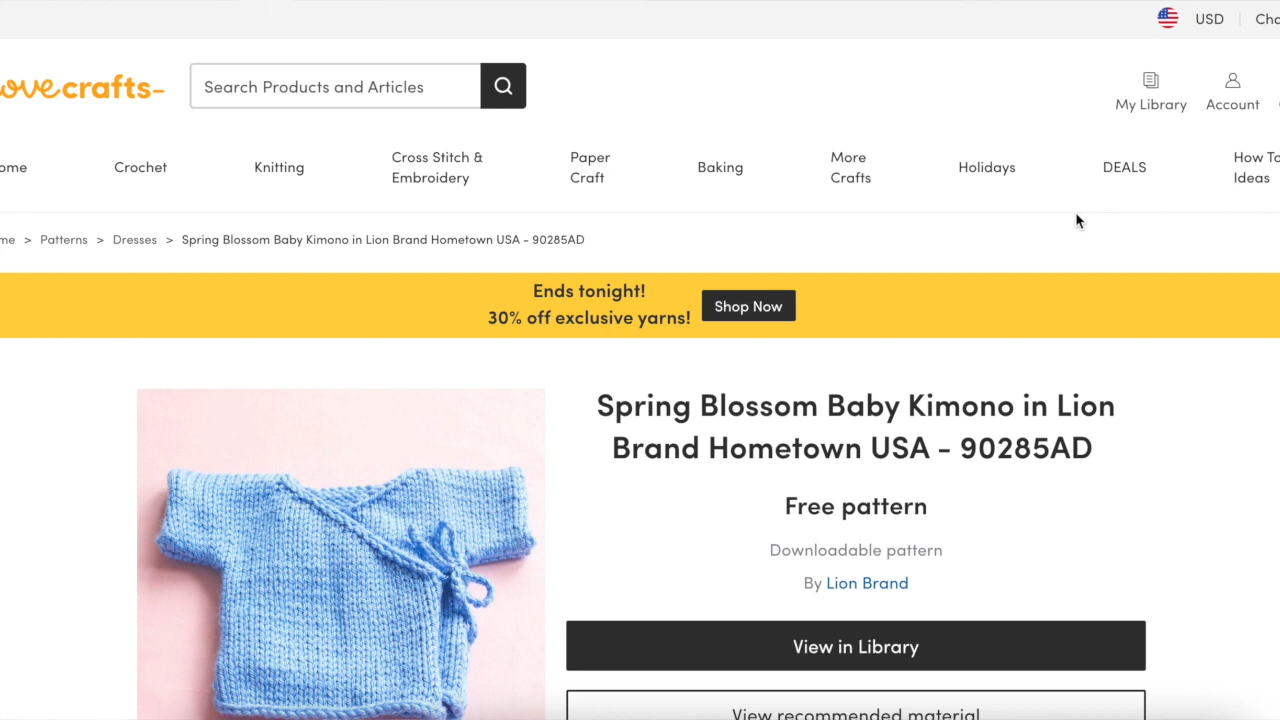 USD
ove crafts-
Search Products and Articles
My Library
Account
ome
Crochet
Knitting
Cross Stitch &
Embroidery
Paper
Craft
Baking
More
Crafts
Holidays
DEALS
How To
Ideas
me > Patterns > Dresses > Spring Blossom Baby Kimono in Lion Brand Hometown USA - 90285AD
Ends tonight!
30% off exclusive yarns!
Shop Now
Spring Blossom Baby Kimono in Lion
Brand Hometown USA - 90285AD
Free pattern
Downloadable pattern
By Lion Brand
View in Library
View recommended material